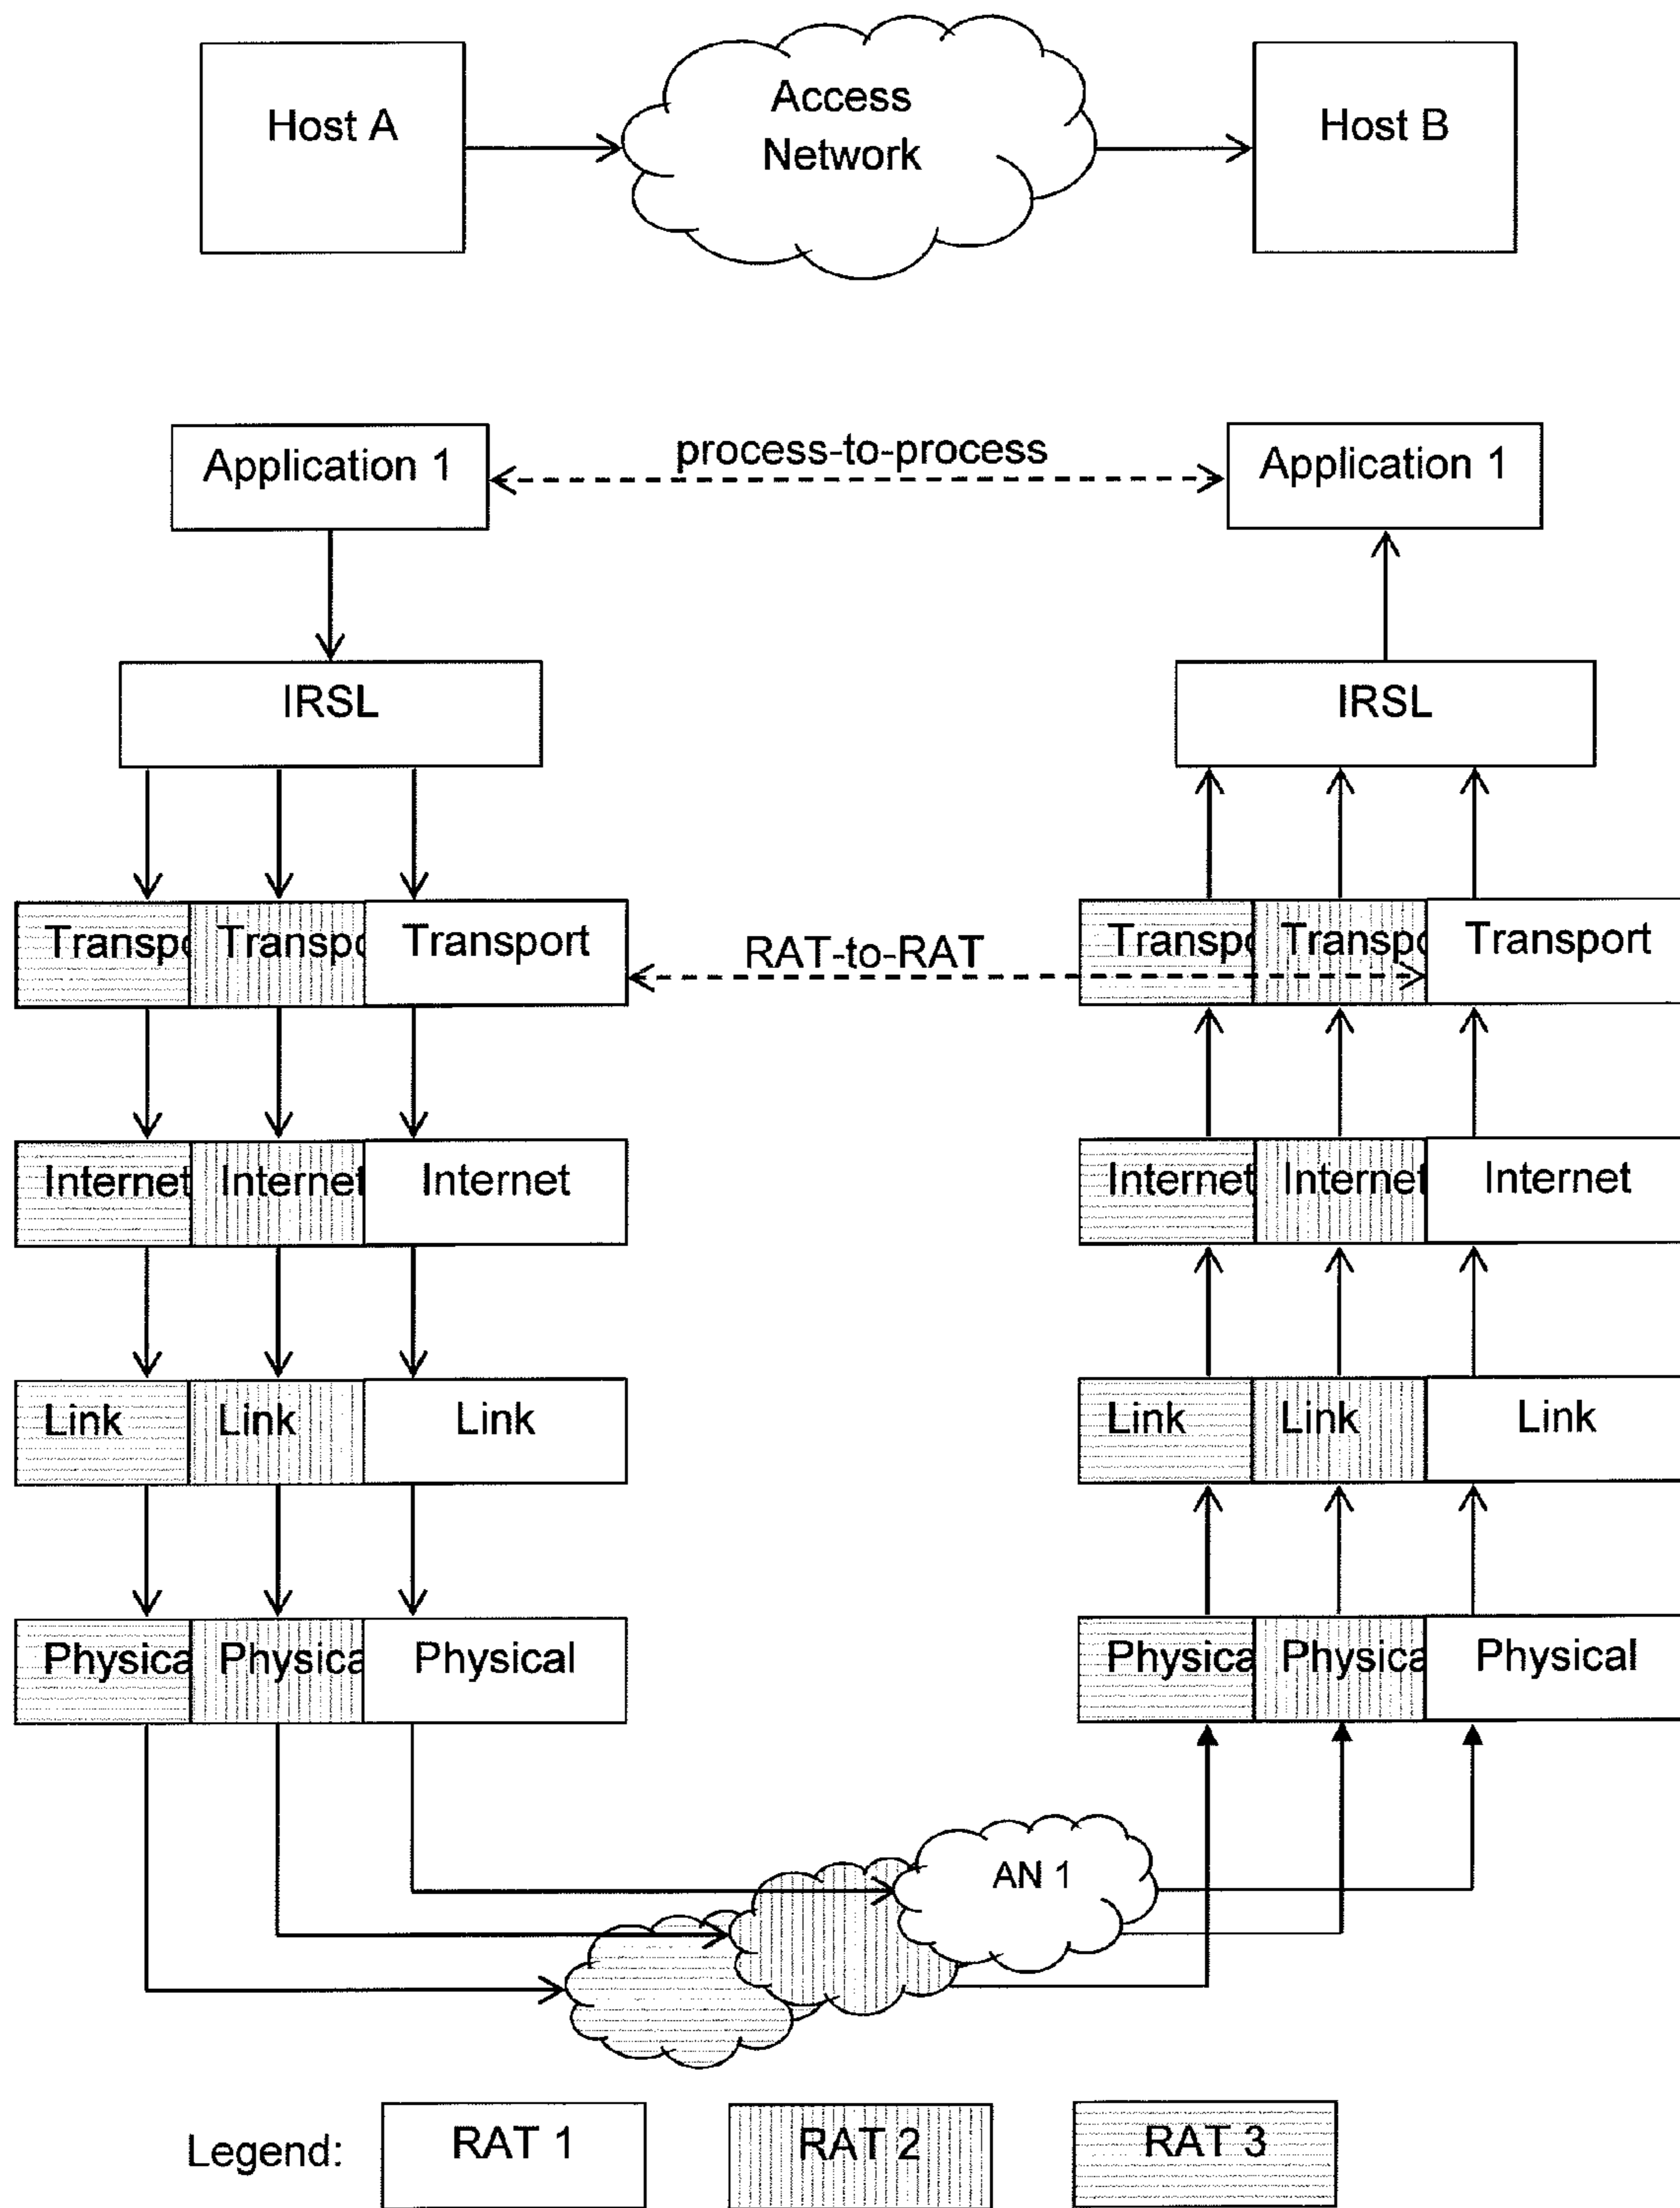 Host A
Access
Network
Host B
Application 1
process-to-process
Application 1
IRSL
IRSL
Transpo
Transpo
Transport
RAT-to-RAT
Transpo
Transpo
Transport
Internet
Internet
Internet
Internet
Internet
Internet
Link
Link
Link
Link
Link
Link
Physica
Physica
Physical
Physica
Physica
Physical
AN 1
Legend:
RAT 1
RAT 2
RAT 3